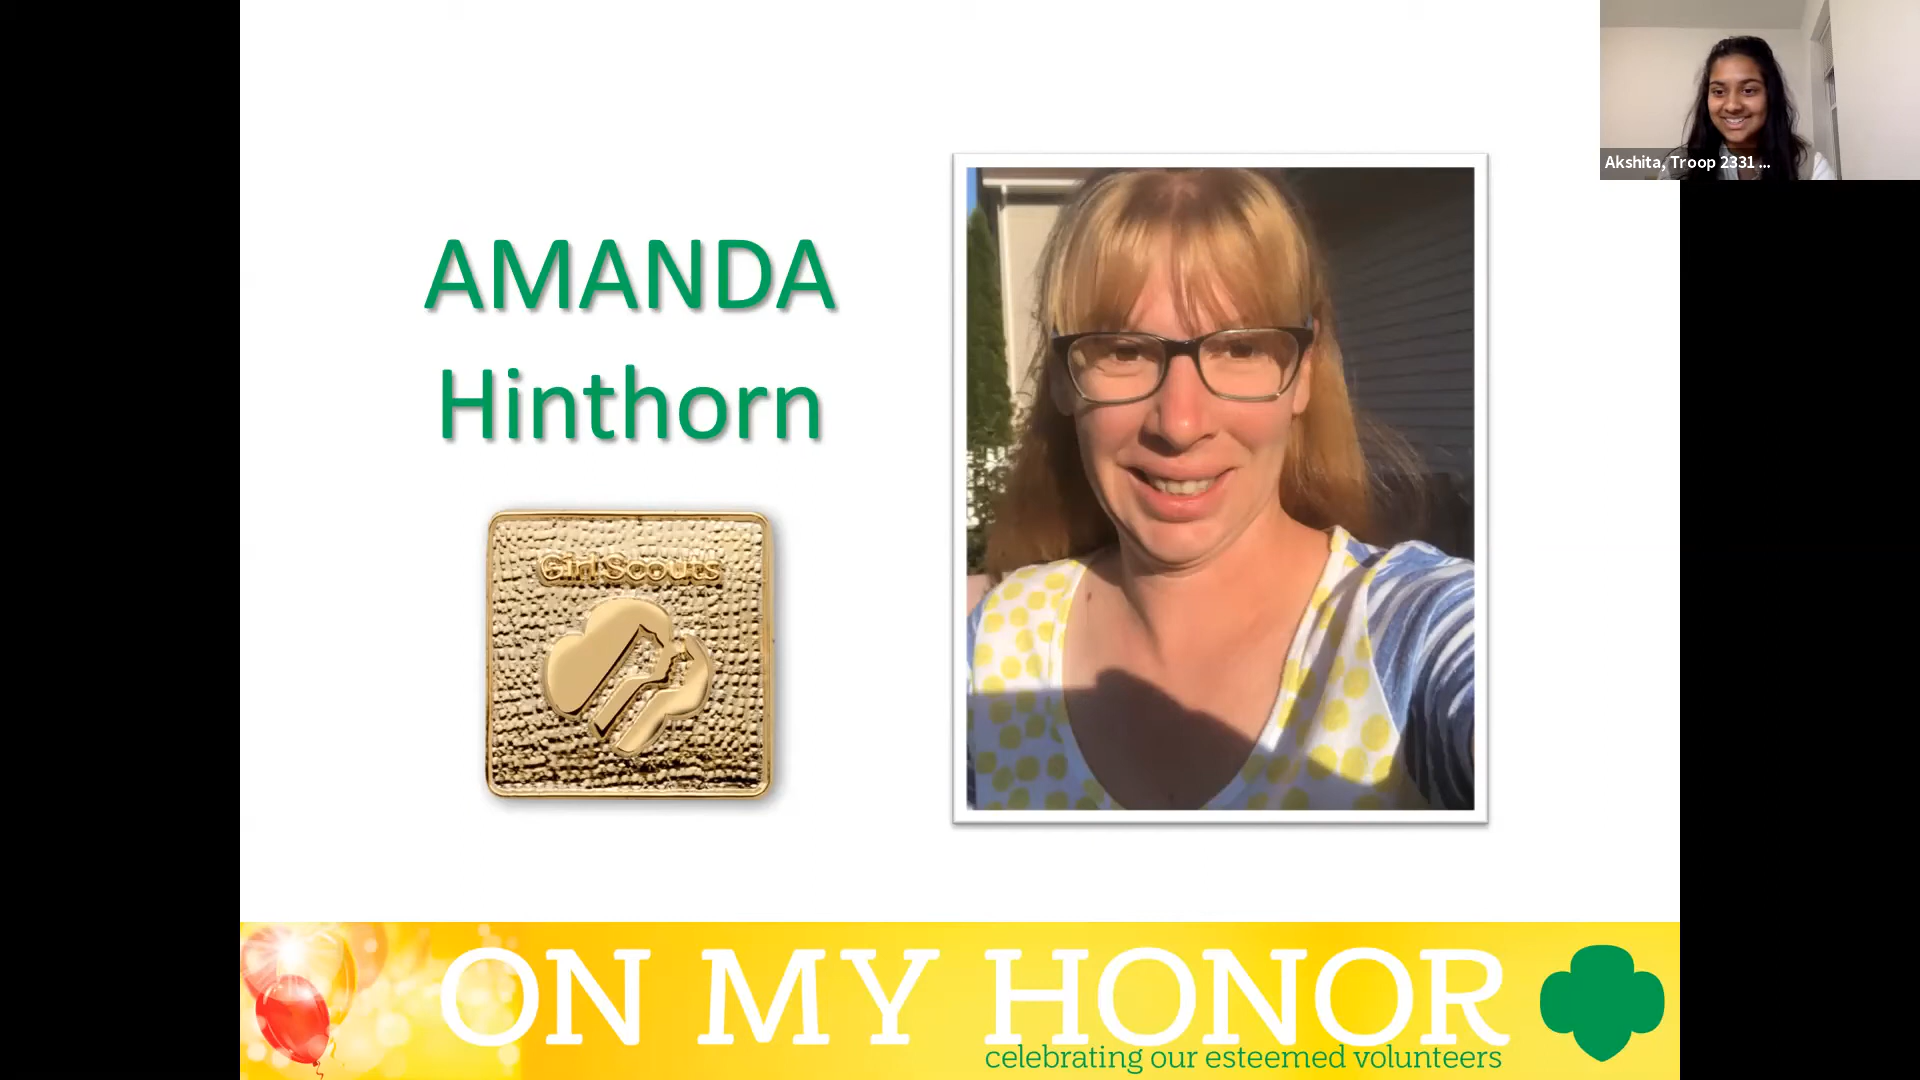 Akshita, Troop 2331 ...
AMANDA
Hinthorn
Girl Scouts
ON MY HONOR
celebrating our esteemed volunteers